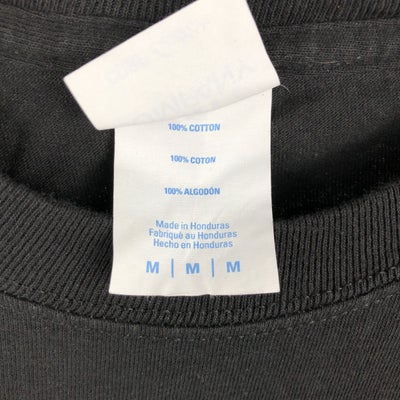 100% COTTON
100% COTON
100% ALGODÓN
Made in Honduras
Fabriqué au Honduras
Hecho en Honduras
M | M | M